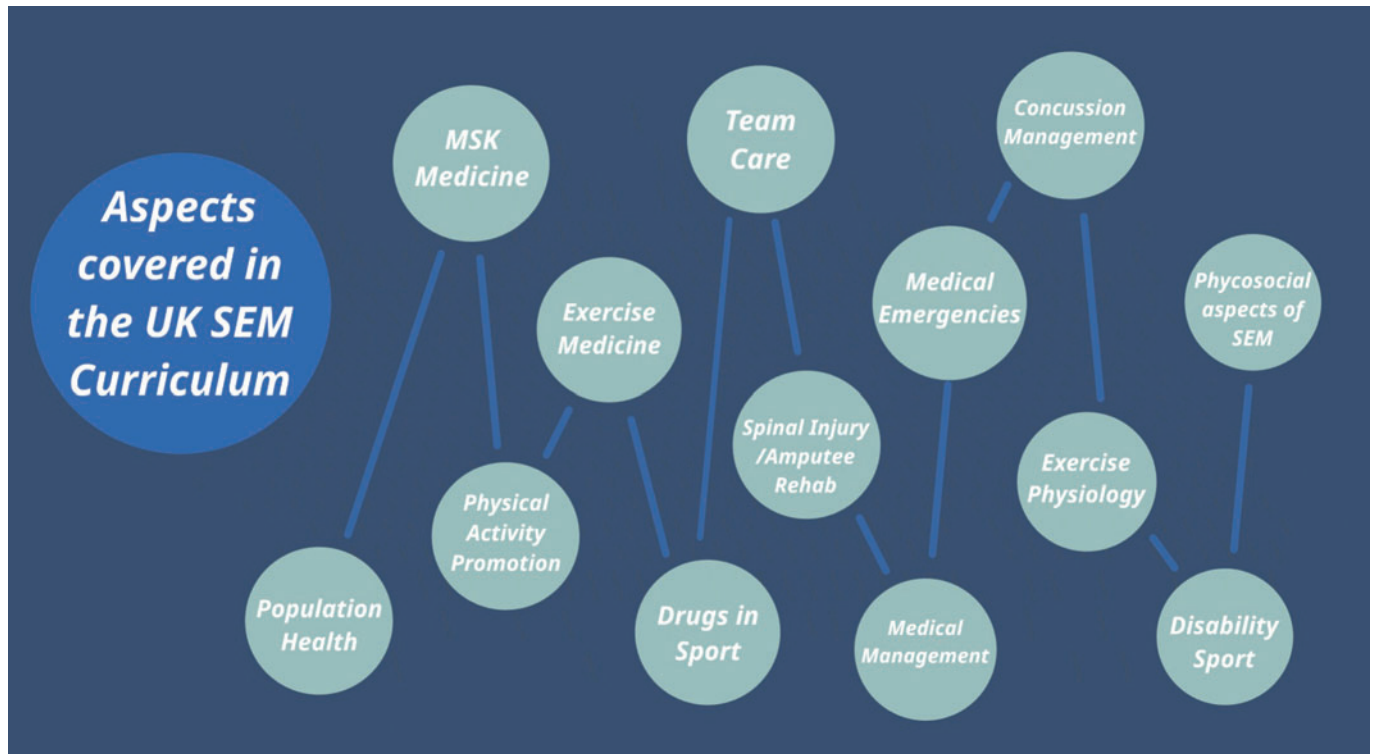 Aspects
covered in
the UK SEM
Curriculum
MSK
Medicine
Team
Care
Concussion
Management
Exercise
Medicine
Medical
Emergencies
Phycosocial
aspects of
SEM
Physical
Activity
Promotion
Spinal Injury
/Amputee
Rehab
Exercise
Physiology
Population
Health
Drugs in
Sport
Medical
Management
Disability
Sport